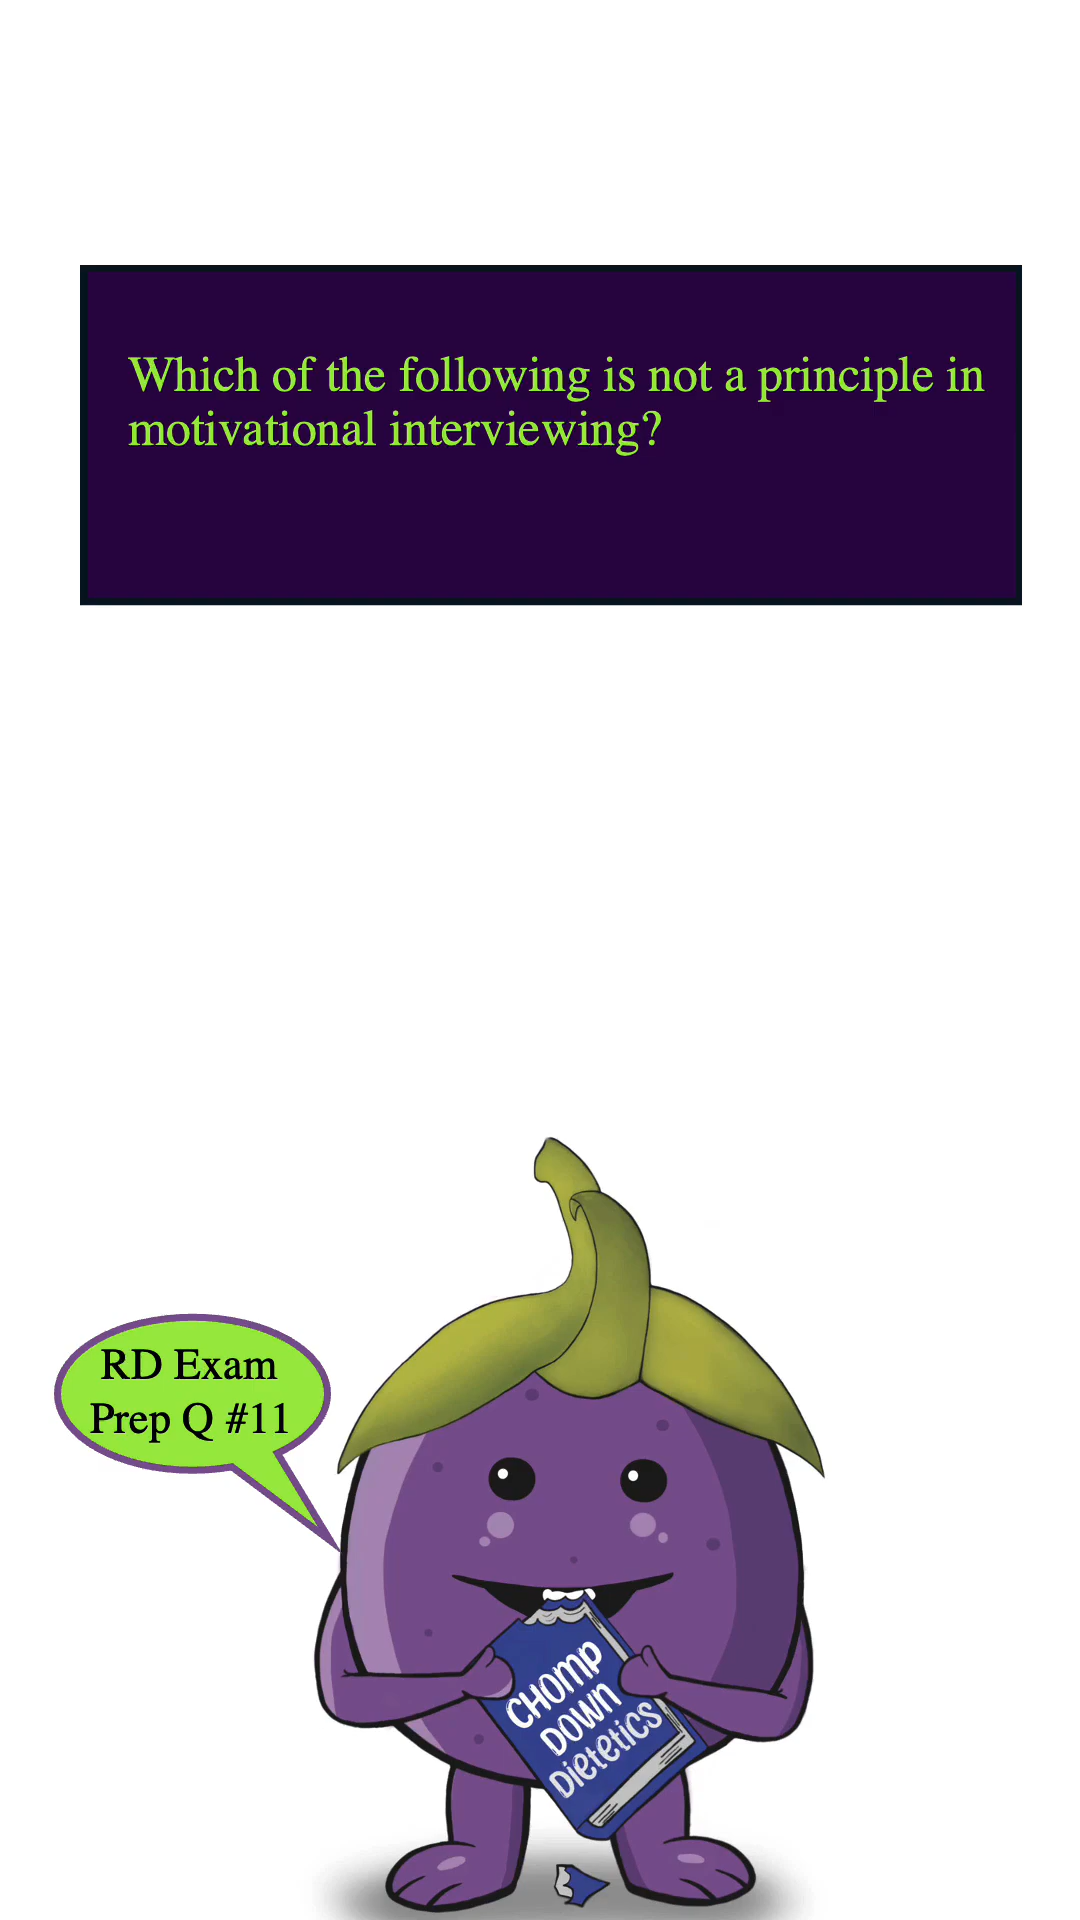 Which of the following is not a principle in
motivational interviewing?
RD Exam
Prep Q #11
CHOMP
DOWN
Dietetics